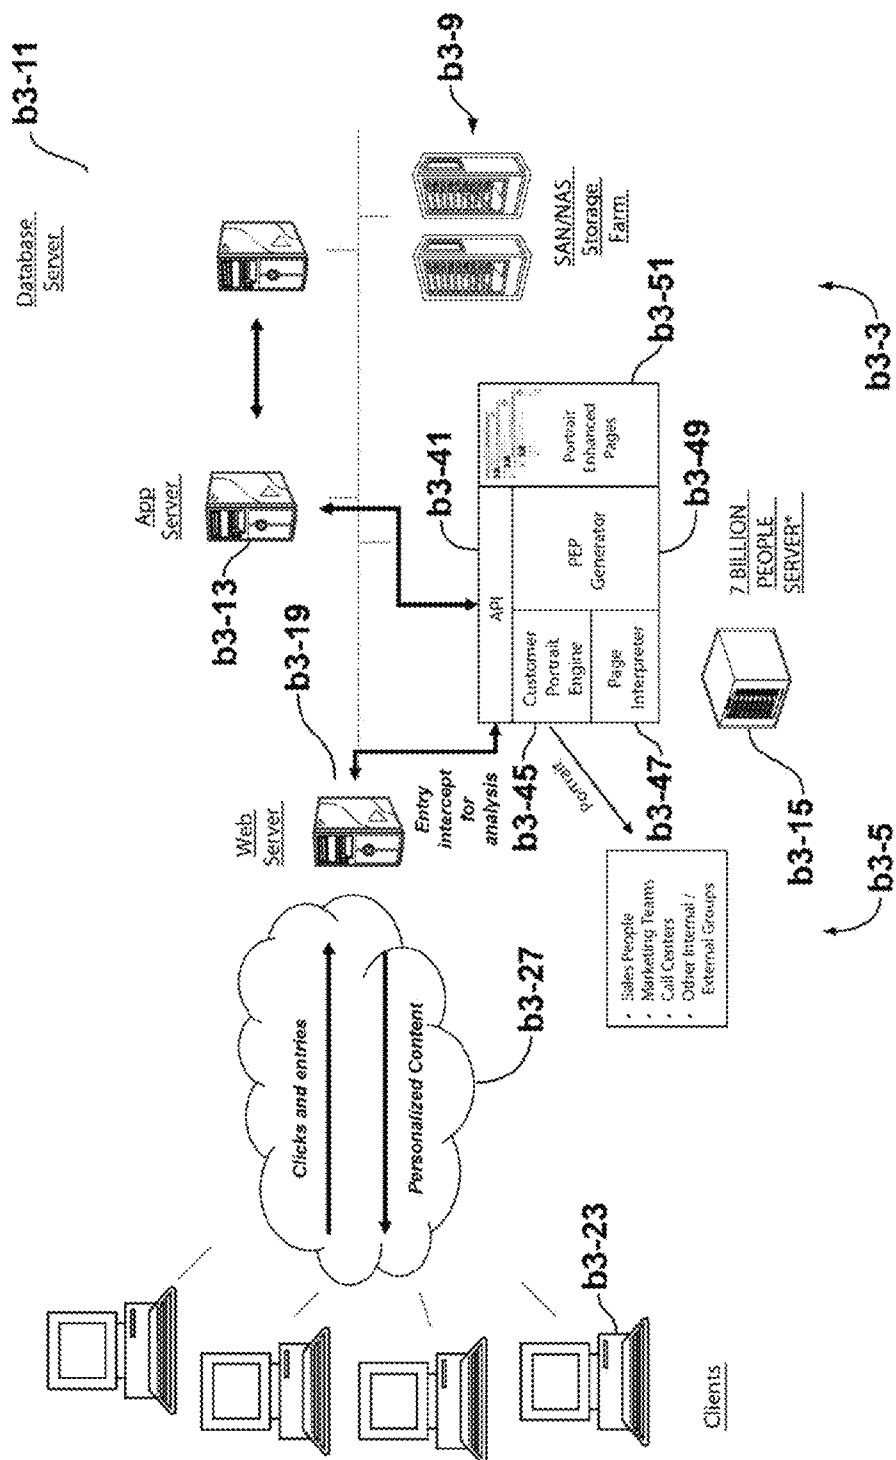 Database
Server
b3-11
App
Server
b3-13
Web
Server
b3-19
b3-9
SAN/NAS
Storage
Farm
Clicks and entries
Personalized Content
b3-27
Entry
intercept
for
analysis
b3-41
API
Customer
Portrait
Engine
Page
Interpreter
PEP
Generator
Portrait
Enhanced
Pages
b3-51
b3-49
b3-45
b3-47
Portrait
• Sales People
• Marketing Teams
• Call Centers
• Other Internal /
External Groups
7 BILLION
PEOPLE
SERVER*
b3-15
b3-5
b3-3
b3-23
Clients